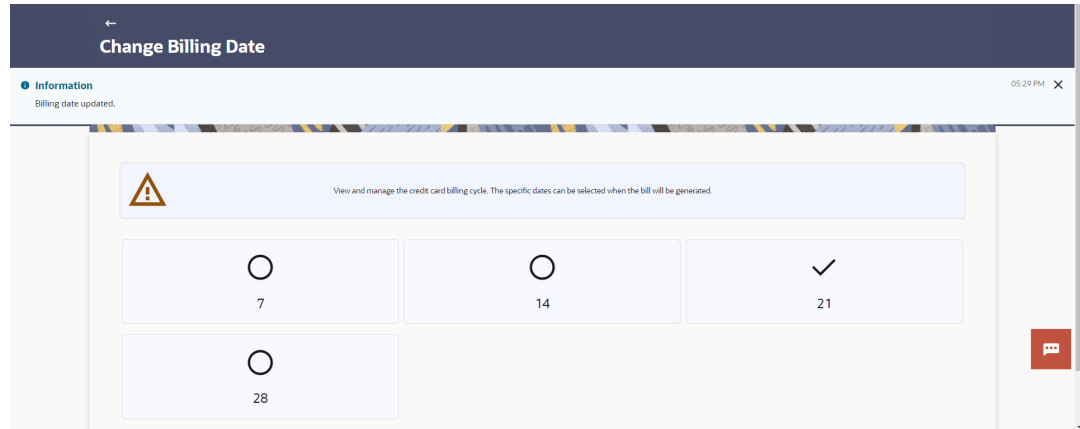 Change Billing Date
Information
05:29 PM
Billing date updated.
View and manage the credit card billing cycle. The specific dates can be selected when the bill will be generated.
7
14
21
28